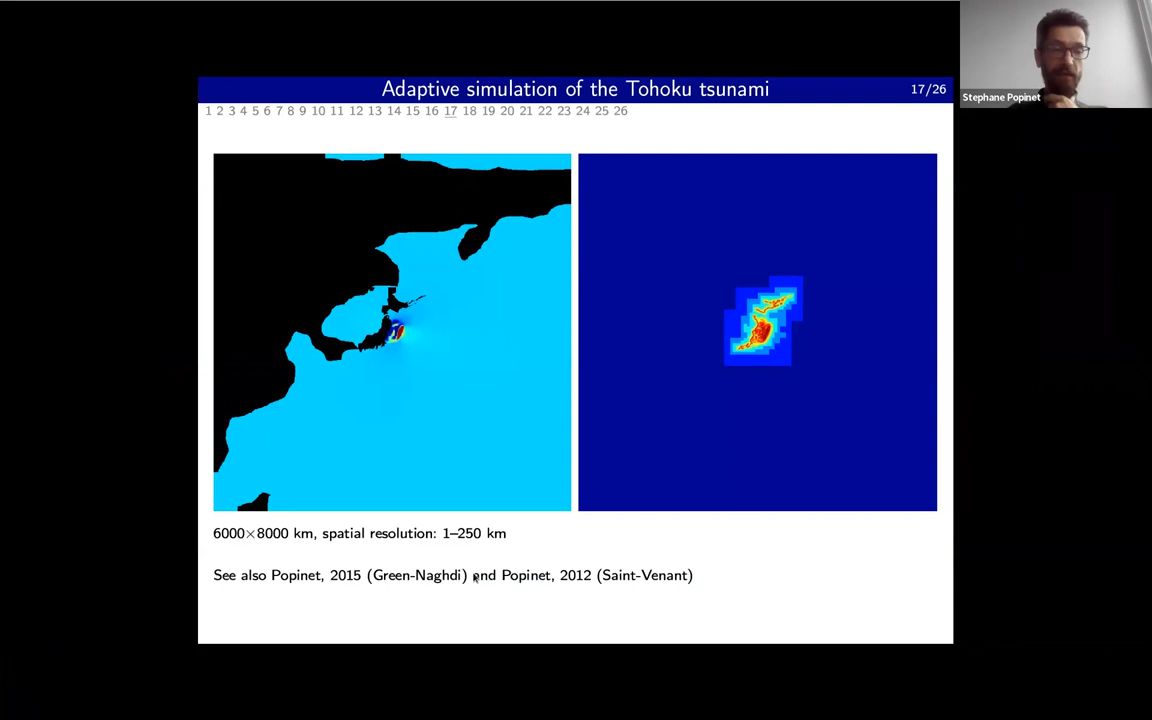 Adaptive simulation of the Tohoku tsunami 17/26
1 2 3 4 5 6 7 8 9 10 11 12 13 14 15 16 17 18 19 20 21 22 23 24 25 26
Stephane Popinet
6000×8000 km, spatial resolution: 1–250 km
See also Popinet, 2015 (Green-Naghdi) and Popinet, 2012 (Saint-Venant)